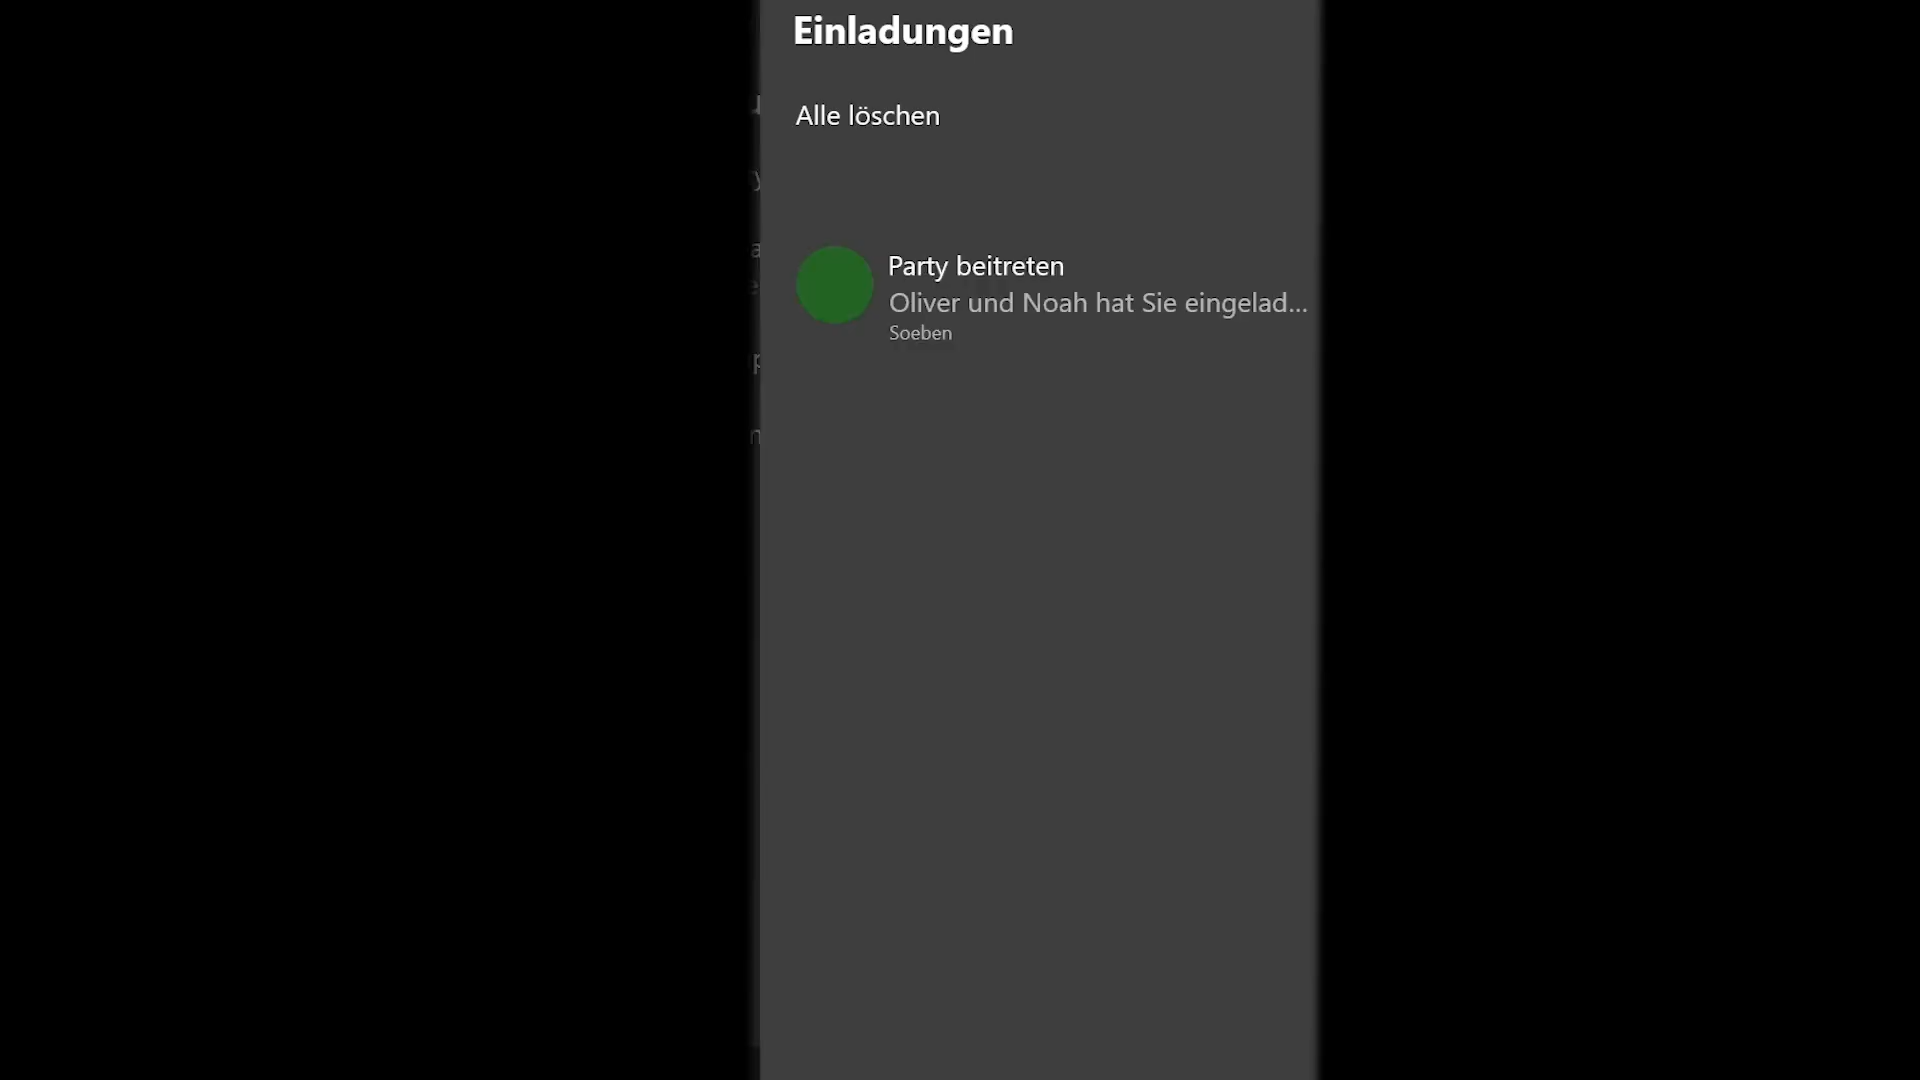 Einladungen
Alle löschen
Party beitreten
Oliver und Noah hat Sie eingelad...
Soeben